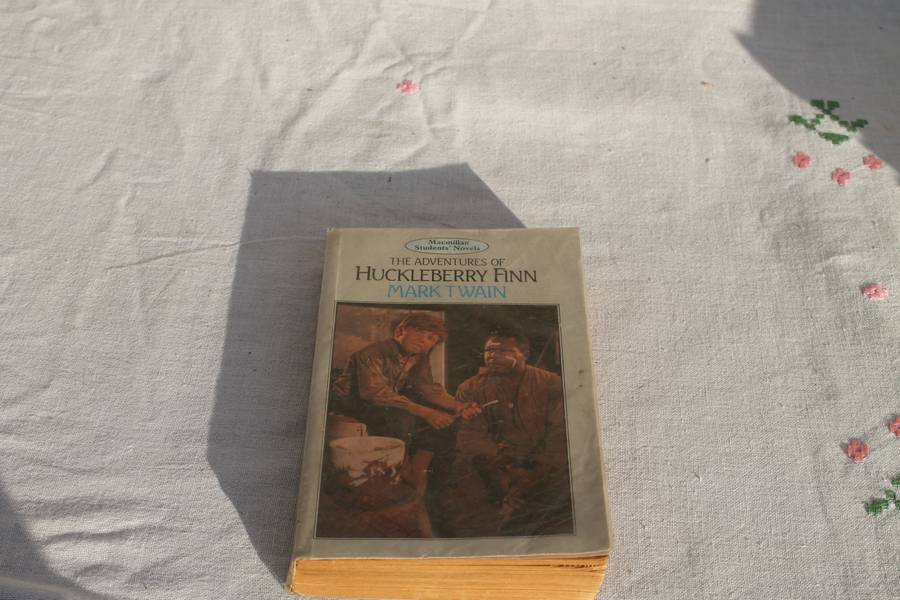 Macmillan
Students' Novels
THE ADVENTURES OF
HUCKLEBERRY FINN
MARK TWAIN